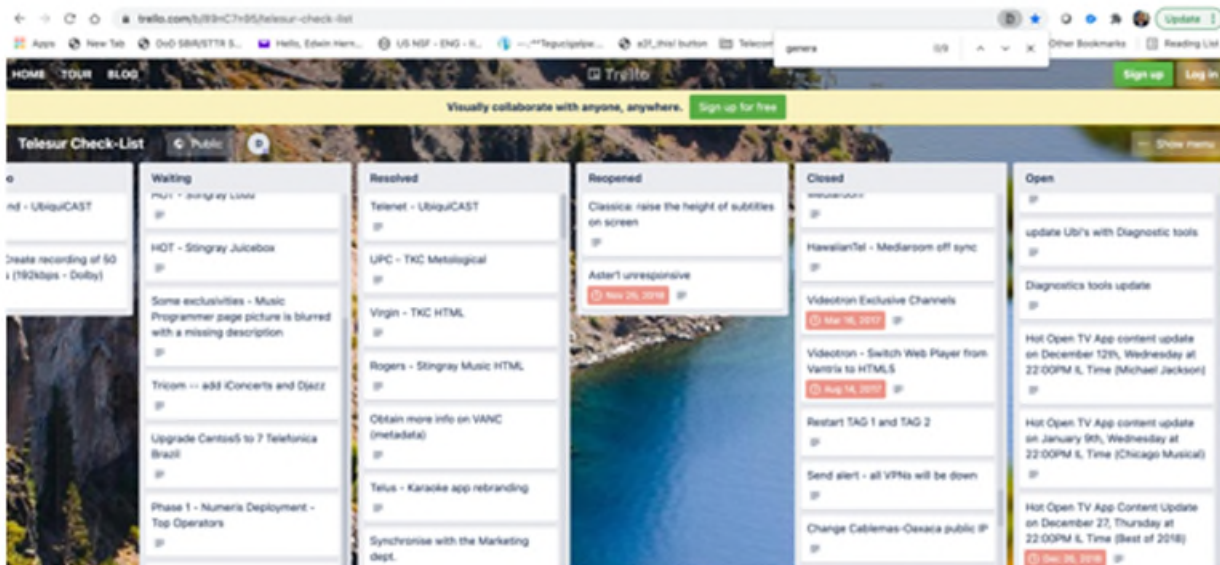 trello.com/b/89nC7n95/telesur-check-list
Update
Apps New Tab DoD SBIR/STTR S... Hello, Edwin Hern... US NSF - ENG - II... Telecom Other Bookmarks Reading List
genera 0/9
HOME TOUR BLOG
Trello
Sign up Log in
Visually collaborate with anyone, anywhere. Sign up for free
Telesur Check-List Public D Show menu
nd - UbiquiCAST
Create recording of 50
(192kbps - Dolby)
Waiting
HOT - Stingray Loud
HOT - Stingray Juicebox
Some exclusivities - Music
Programmer page picture is blurred
with a missing description
Tricom -- add iConcerts and Djazz
Upgrade Centos5 to 7 Telefonica
Brazil
Phase 1 - Numeris Deployment -
Top Operators
Resolved
Telenet - UbiquiCAST
UPC - TKC Metological
Virgin - TKC HTML
Rogers - Stingray Music HTML
Obtain more info on VANC
(metadata)
Telus - Karaoke app rebranding
Synchronise with the Marketing
dept.
Reopened
Classica: raise the height of subtitles
on screen
Aster1 unresponsive
Nov 26, 2018
Closed
Mediaroom
HawaiianTel - Mediaroom off sync
Videotron Exclusive Channels
Mar 16, 2017
Videotron - Switch Web Player from
Vantrix to HTML5
Aug 14, 2017
Restart TAG 1 and TAG 2
Send alert - all VPNs will be down
Change Cablemas-Oaxaca public IP
Open
update Ubi's with Diagnostic tools
Diagnostics tools update
Hot Open TV App content update
on December 12th, Wednesday at
22:00PM IL Time (Michael Jackson)
Hot Open TV App content update
on January 9th, Wednesday at
22:00PM IL Time (Chicago Musical)
Hot Open TV App Content Update
on December 27, Thursday at
22:00PM IL Time (Best of 2018)
Dec 26, 2018